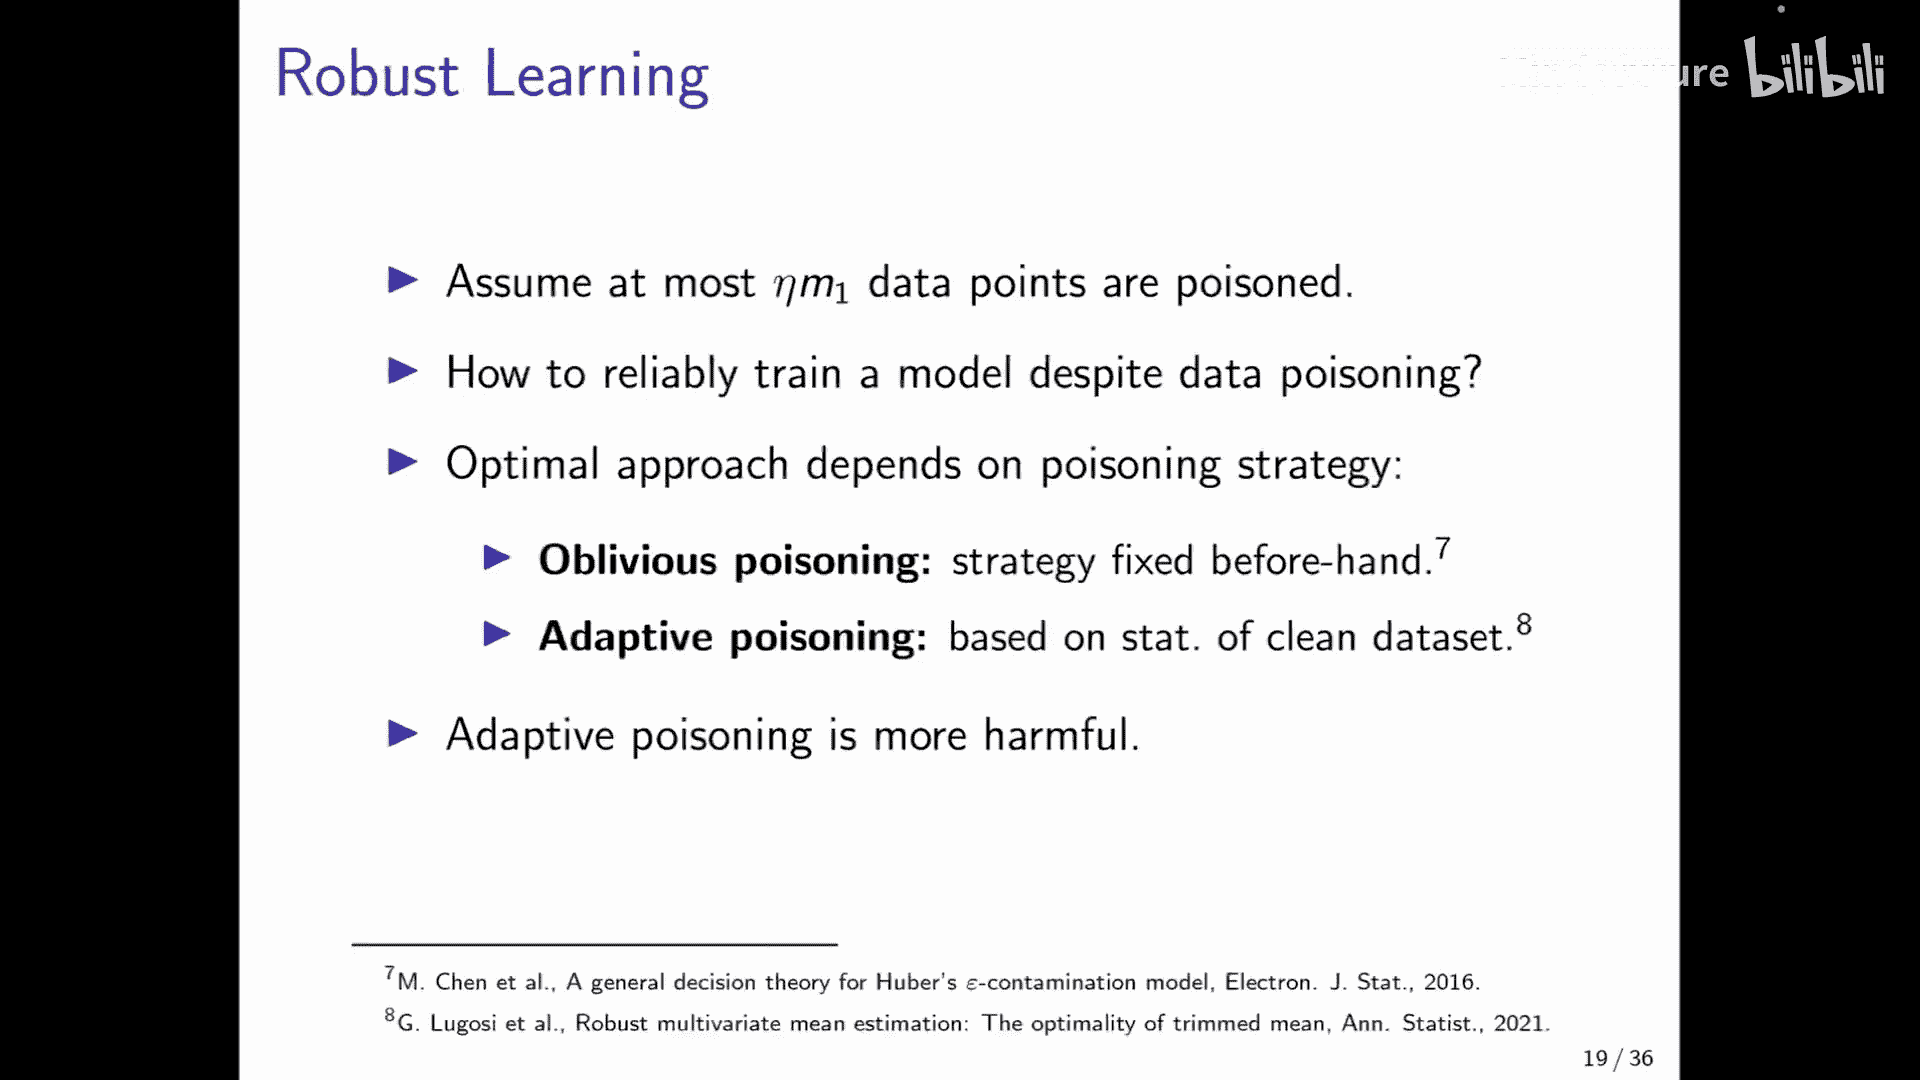 Robust Learning
bilibili
Assume at most ηm₁ data points are poisoned.
How to reliably train a model despite data poisoning?
Optimal approach depends on poisoning strategy:
Oblivious poisoning: strategy fixed before-hand.⁷
Adaptive poisoning: based on stat. of clean dataset.⁸
Adaptive poisoning is more harmful.
⁷M. Chen et al., A general decision theory for Huber's ε-contamination model, Electron. J. Stat., 2016.
⁸G. Lugosi et al., Robust multivariate mean estimation: The optimality of trimmed mean, Ann. Statist., 2021.
19 / 36